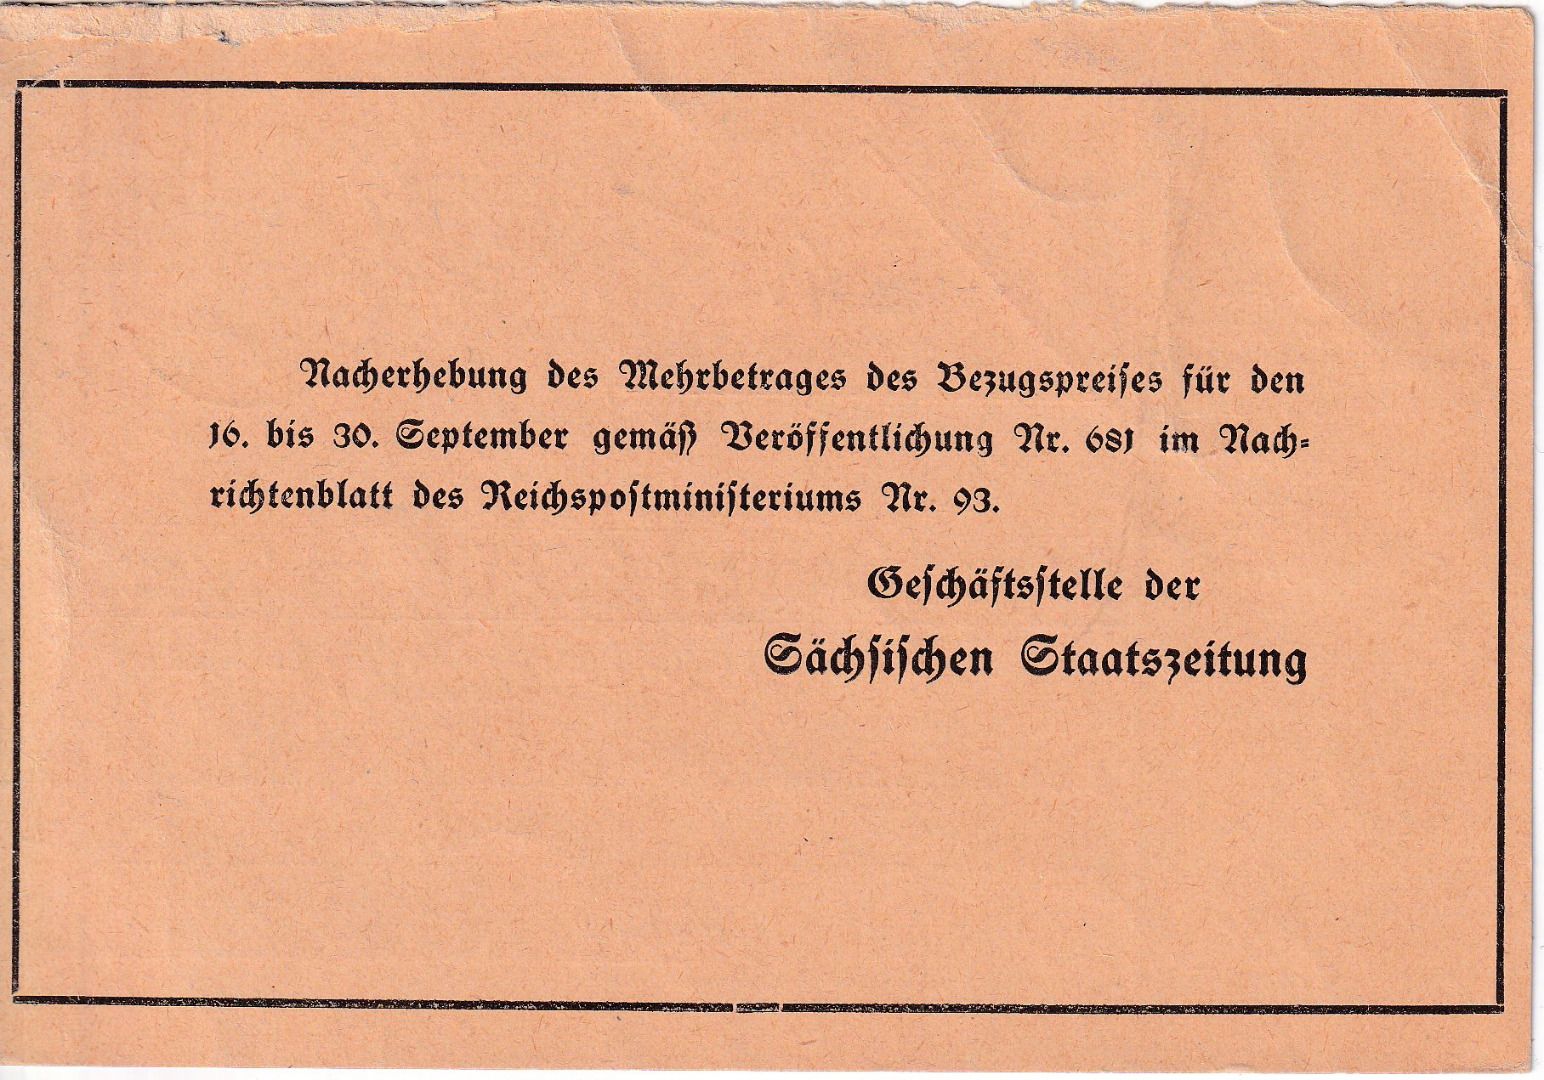 Nacherhebung des Mehrbetrages des Bezugspreiſes für den
16. bis 30. September gemäß Veröffentlichung Nr. 681 im Nach-
richtenblatt des Reichspoſtminiſteriums Nr. 93.
Geſchäftsſtelle der
Sächſiſchen Staatszeitung